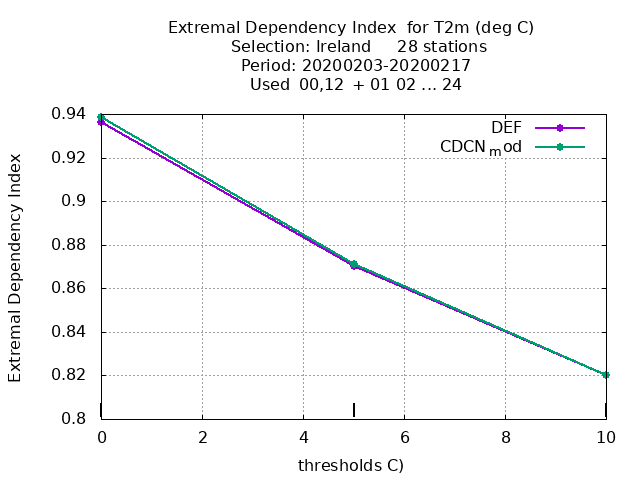 Extremal Dependency Index  for T2m (deg C)
Selection: Ireland     28 stations
Period: 20200203-20200217
Used  00,12  + 01 02 ... 24
DEF
CDCNmod
0.94
0.92
0.9
0.88
0.86
0.84
0.82
0.8
Extremal Dependency Index
0 2 4 6 8 10
thresholds C)